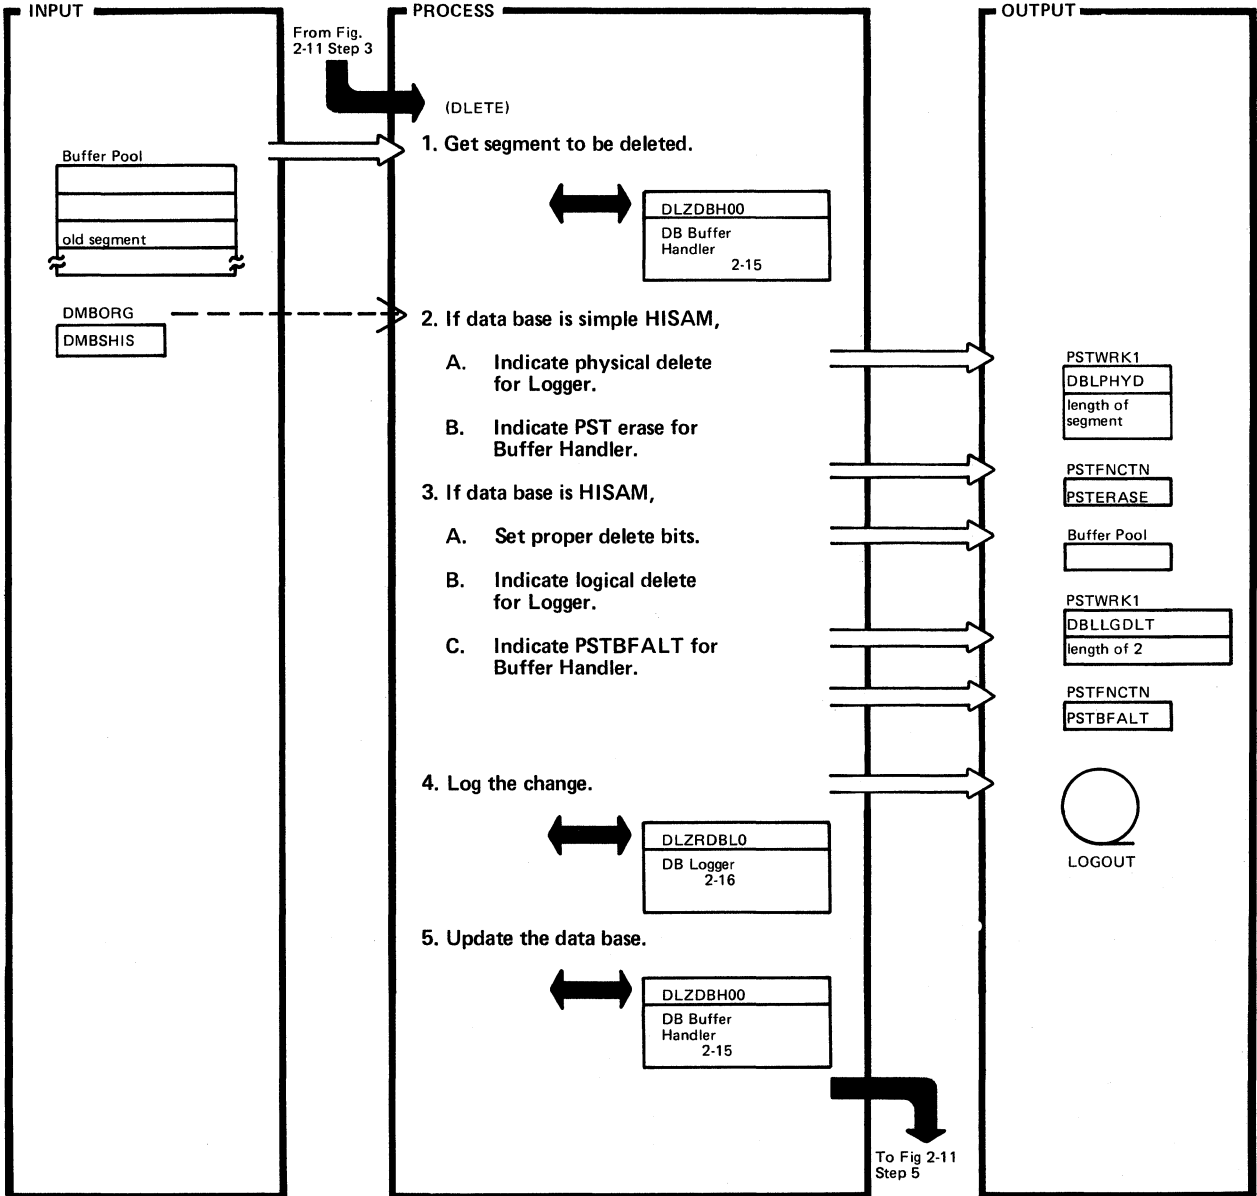 INPUT
PROCESS
OUTPUT
From Fig.
2-11 Step 3
(DLETE)
1. Get segment to be deleted.
Buffer Pool
old segment
DLZDBH00
DB Buffer
Handler
2-15
DMBORG
DMBSHIS
2. If data base is simple HISAM,
A. Indicate physical delete
for Logger.
B. Indicate PST erase for
Buffer Handler.
3. If data base is HISAM,
A. Set proper delete bits.
B. Indicate logical delete
for Logger.
C. Indicate PSTBFALT for
Buffer Handler.
PSTWRK1
DBLPHYD
length of
segment
PSTFNCTN
PSTERASE
Buffer Pool
PSTWRK1
DBLLGDLT
length of 2
PSTFNCTN
PSTBFALT
4. Log the change.
DLZRDBL0
DB Logger
2-16
LOGOUT
5. Update the data base.
DLZDBH00
DB Buffer
Handler
2-15
To Fig 2-11
Step 5